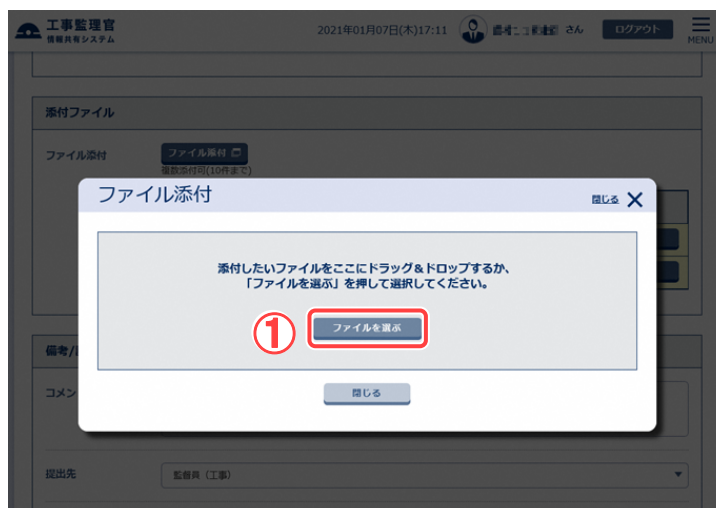 工事監理官
情報共有システム
2021年01月07日(木)17:11
さん
ログアウト
MENU
添付ファイル
ファイル添付
ファイル添付
複数添付可(10件まで)
ファイル添付
閉じる
添付したいファイルをここにドラッグ&ドロップするか、
「ファイルを選ぶ」を押して選択してください。
①
ファイルを選ぶ
閉じる
備考/
コメン
提出先
監督員（工事）